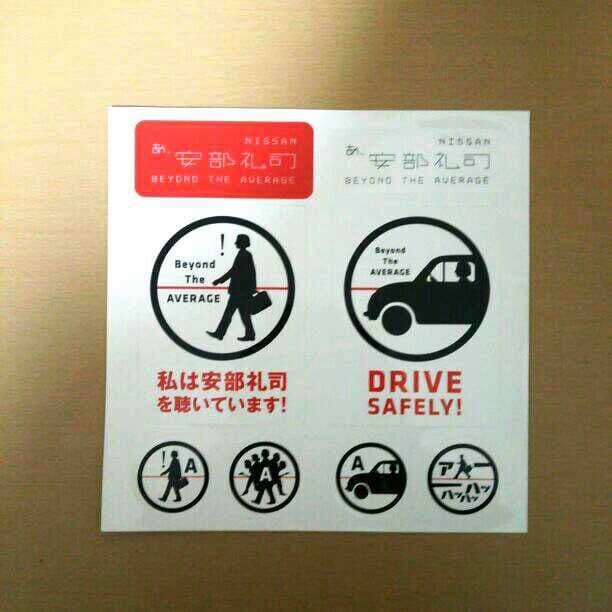 NISSAN
あ、安部礼司
BEYOND THE AVERAGE
NISSAN
あ、安部礼司
BEYOND THE AVERAGE
!
Beyond
The
AVERAGE
Beyond
The
AVERAGE
私は安部礼司
を聴いています!
DRIVE
SAFELY!
! A
A
A
ア
ハッ
ハッ
ハッ